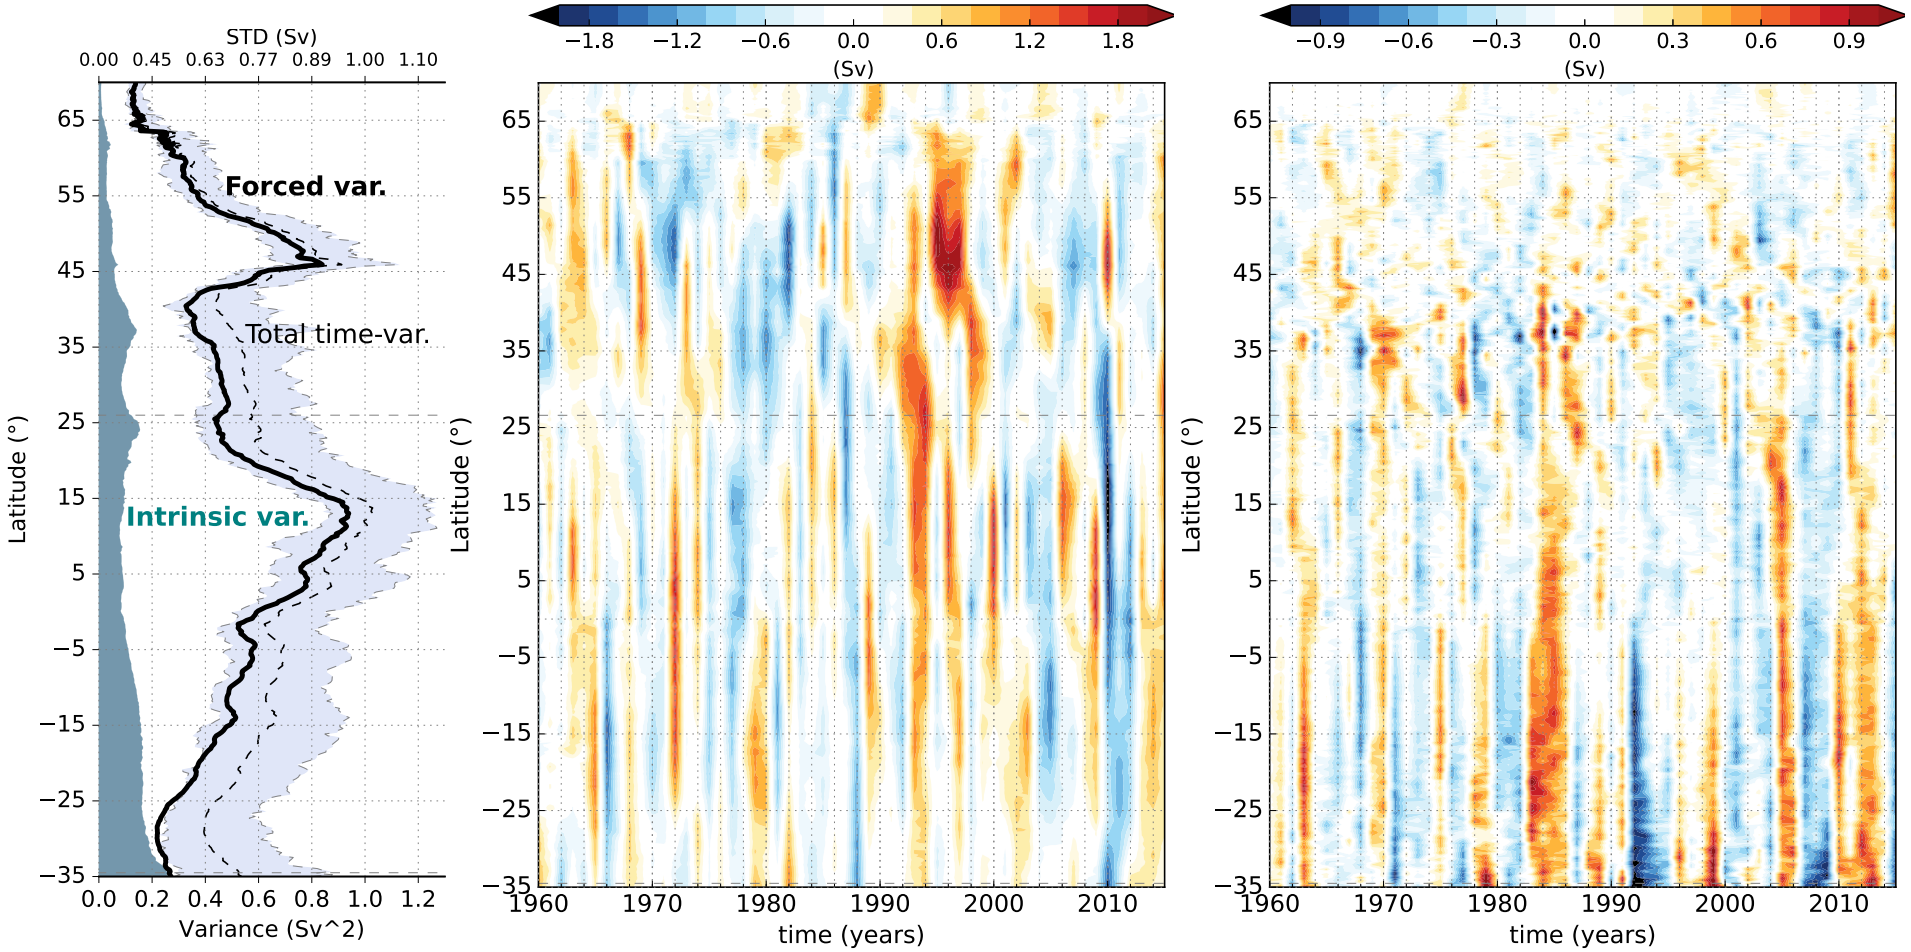 STD (Sv)
0.00 0.45 0.63 0.77 0.89 1.00 1.10
65
55
45
35
25
15
5
−5
−15
−25
−35
Latitude (°)
Forced var.
Total time-var.
Intrinsic var.
0.0 0.2 0.4 0.6 0.8 1.0 1.2
Variance (Sv^2)
−1.8 −1.2 −0.6 0.0 0.6 1.2 1.8
(Sv)
65
55
45
35
25
15
5
−5
−15
−25
−35
Latitude (°)
1960 1970 1980 1990 2000 2010
time (years)
−0.9 −0.6 −0.3 0.0 0.3 0.6 0.9
(Sv)
65
55
45
35
25
15
5
−5
−15
−25
−35
Latitude (°)
1960 1970 1980 1990 2000 2010
time (years)